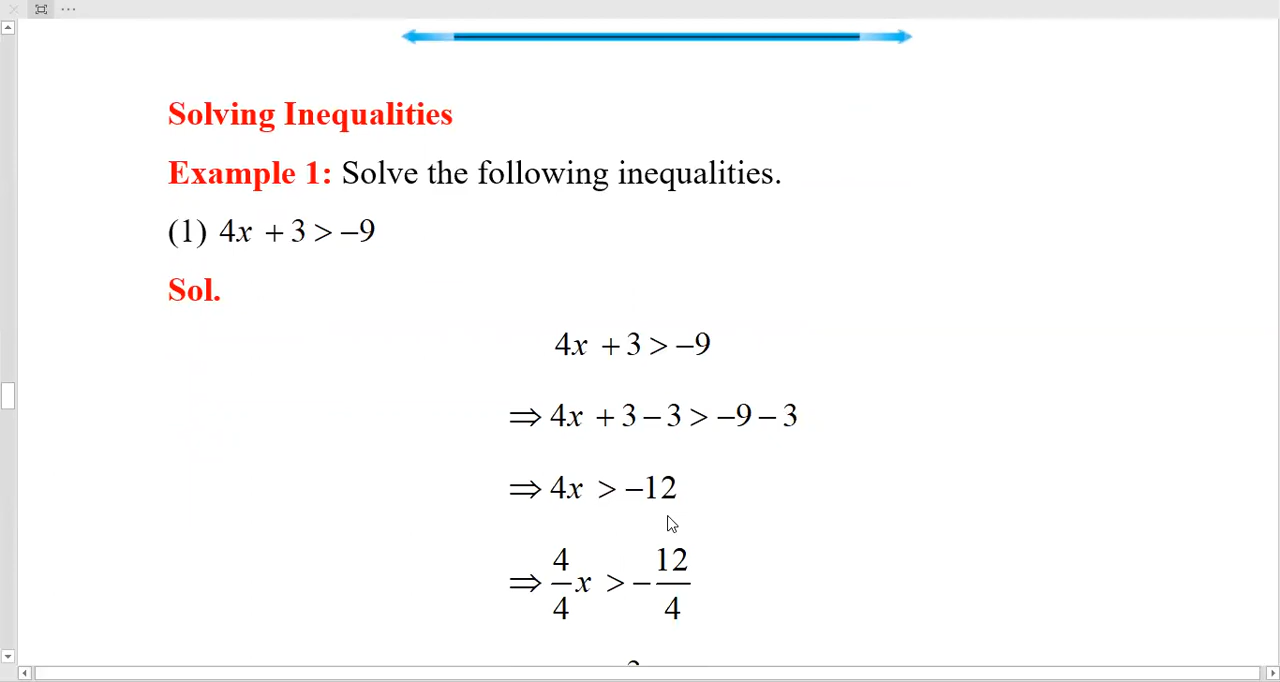 Solving Inequalities
Example 1: Solve the following inequalities.
(1) 4x + 3 > −9
Sol.
4x + 3 > −9
⇒ 4x + 3 − 3 > −9 − 3
⇒ 4x > −12
⇒ 4/4 x > − 12/4